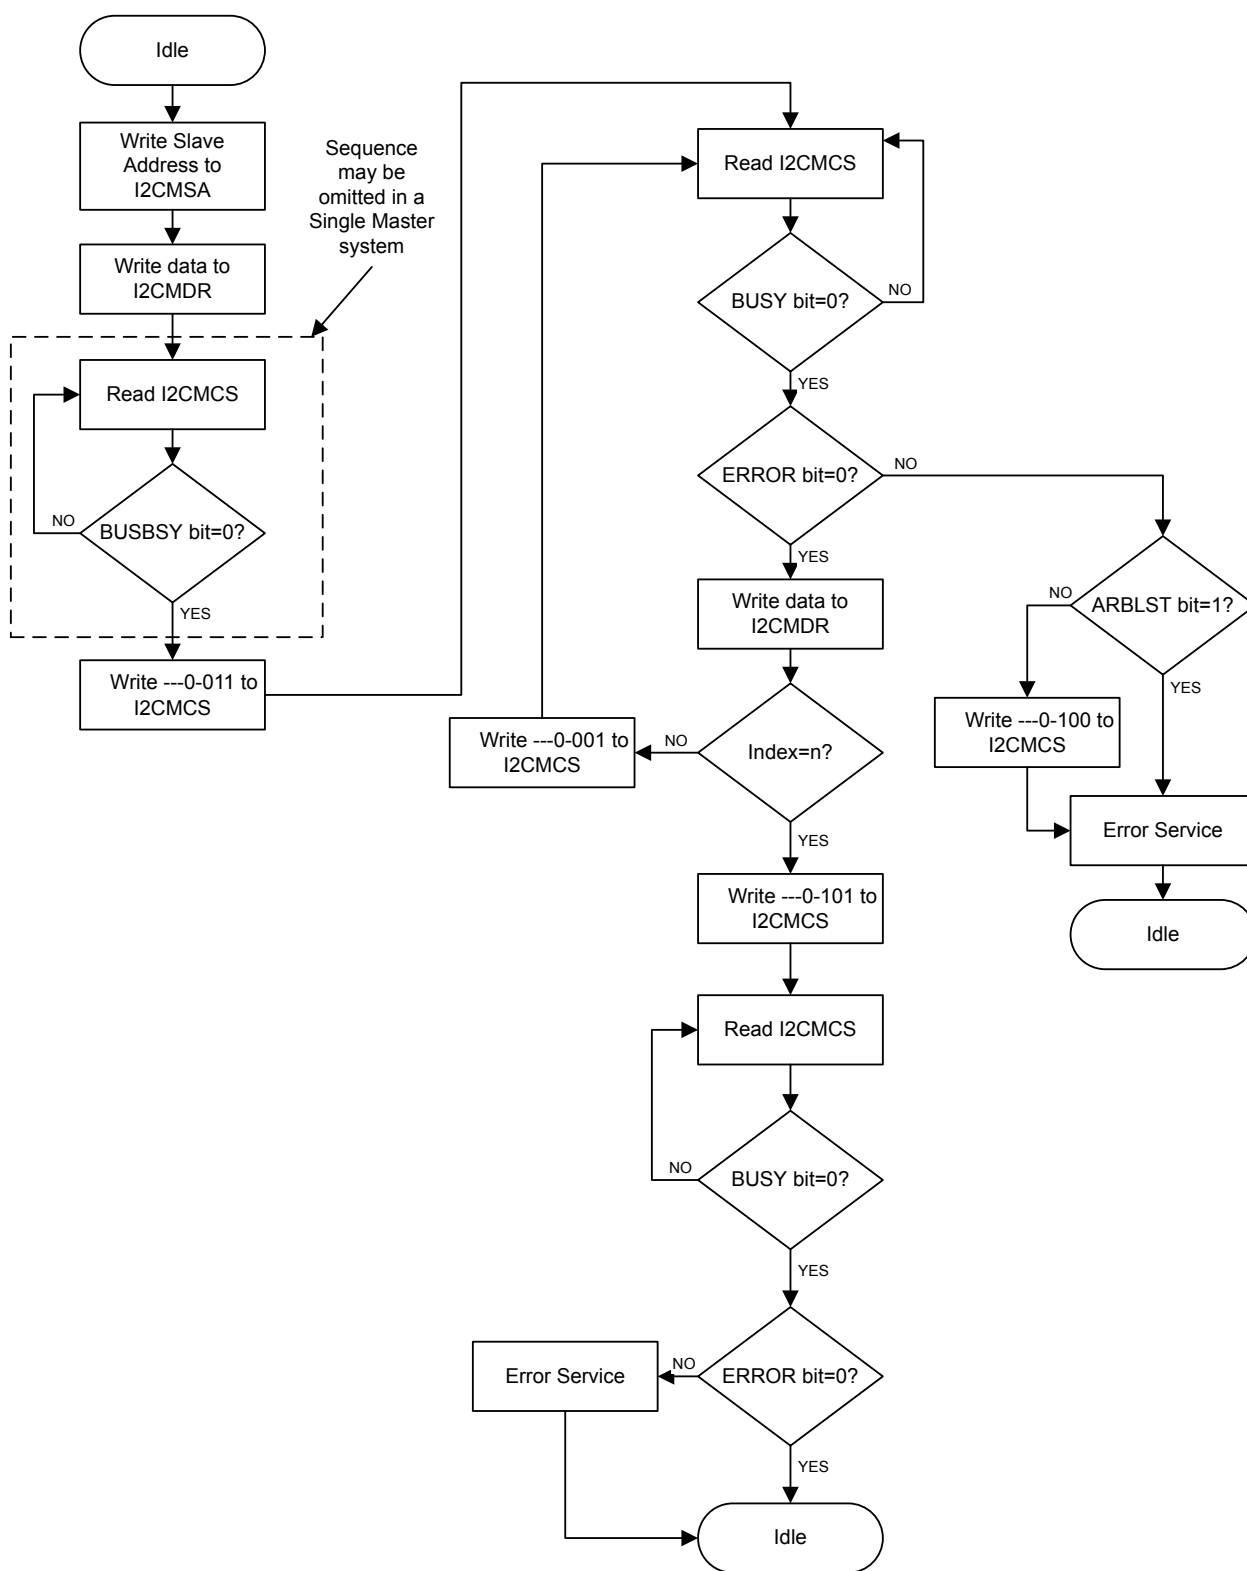 Idle
Write Slave
Address to
I2CMSA
Write data to
I2CMDR
Sequence
may be
omitted in a
Single Master
system
Read I2CMCS
BUSBSY bit=0?
NO
YES
Write ---0-011 to
I2CMCS
Read I2CMCS
BUSY bit=0?
NO
YES
ERROR bit=0?
NO
YES
Write data to
I2CMDR
Index=n?
NO
Write ---0-001 to
I2CMCS
YES
ARBLST bit=1?
NO
YES
Write ---0-100 to
I2CMCS
Error Service
Idle
Write ---0-101 to
I2CMCS
Read I2CMCS
BUSY bit=0?
NO
YES
ERROR bit=0?
NO
Error Service
YES
Idle